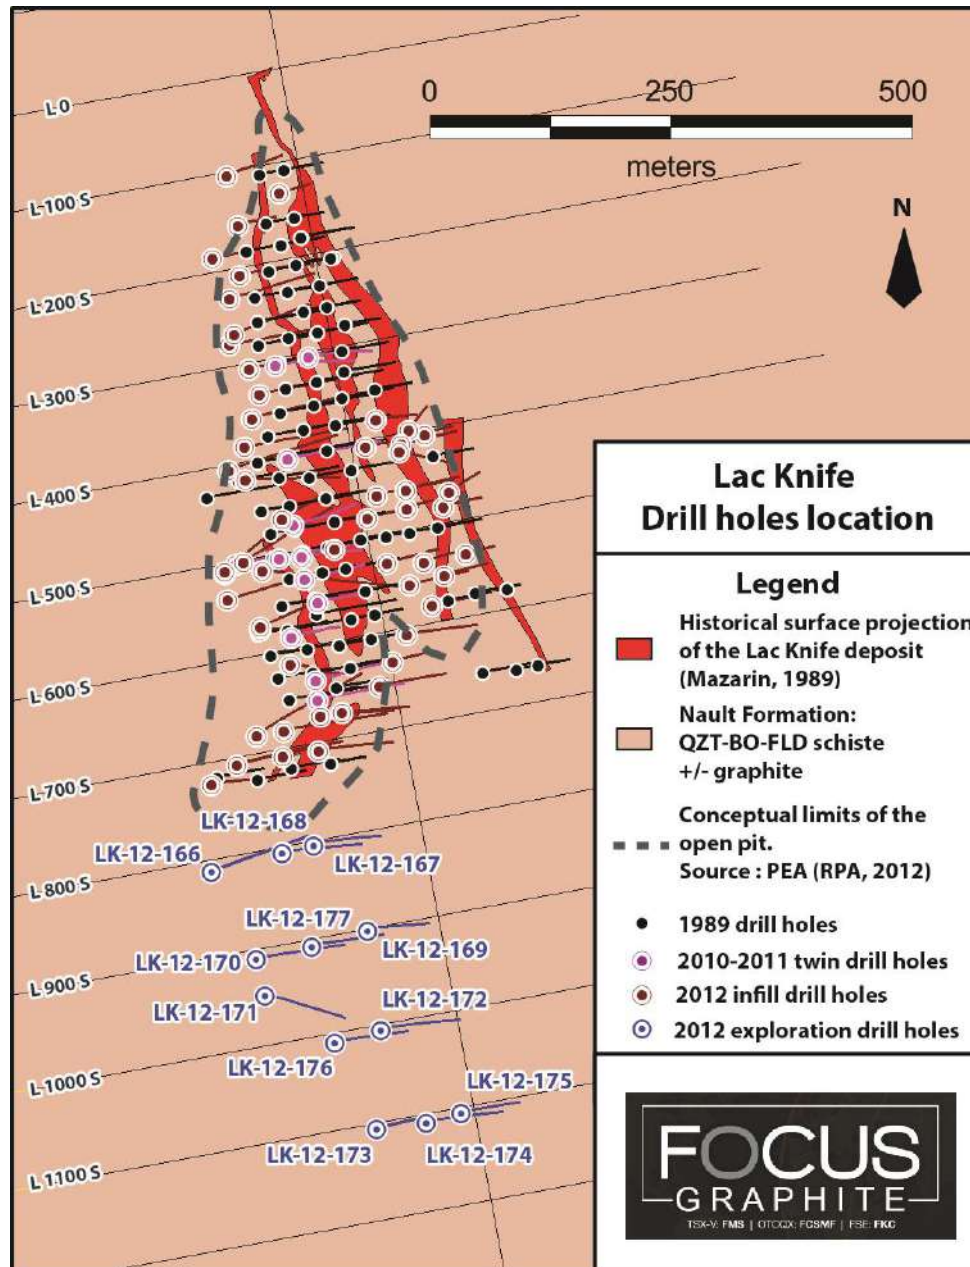 0 250 500
meters
N
L 0
L 100 S
L 200 S
L 300 S
L 400 S
L 500 S
L 600 S
L 700 S
L 800 S
L 900 S
L 1000 S
L 1100 S
LK-12-168
LK-12-166
LK-12-167
LK-12-177
LK-12-170
LK-12-169
LK-12-171
LK-12-172
LK-12-176
LK-12-175
LK-12-173
LK-12-174
Lac Knife
Drill holes location
Legend
Historical surface projection
of the Lac Knife deposit
(Mazarin, 1989)
Nault Formation:
QZT-BO-FLD schiste
+/- graphite
Conceptual limits of the
open pit.
Source : PEA (RPA, 2012)
1989 drill holes
2010-2011 twin drill holes
2012 infill drill holes
2012 exploration drill holes
FOCUS
GRAPHITE
TSX-V: FMS | OTCQX: FCSMF | FSE: FKC